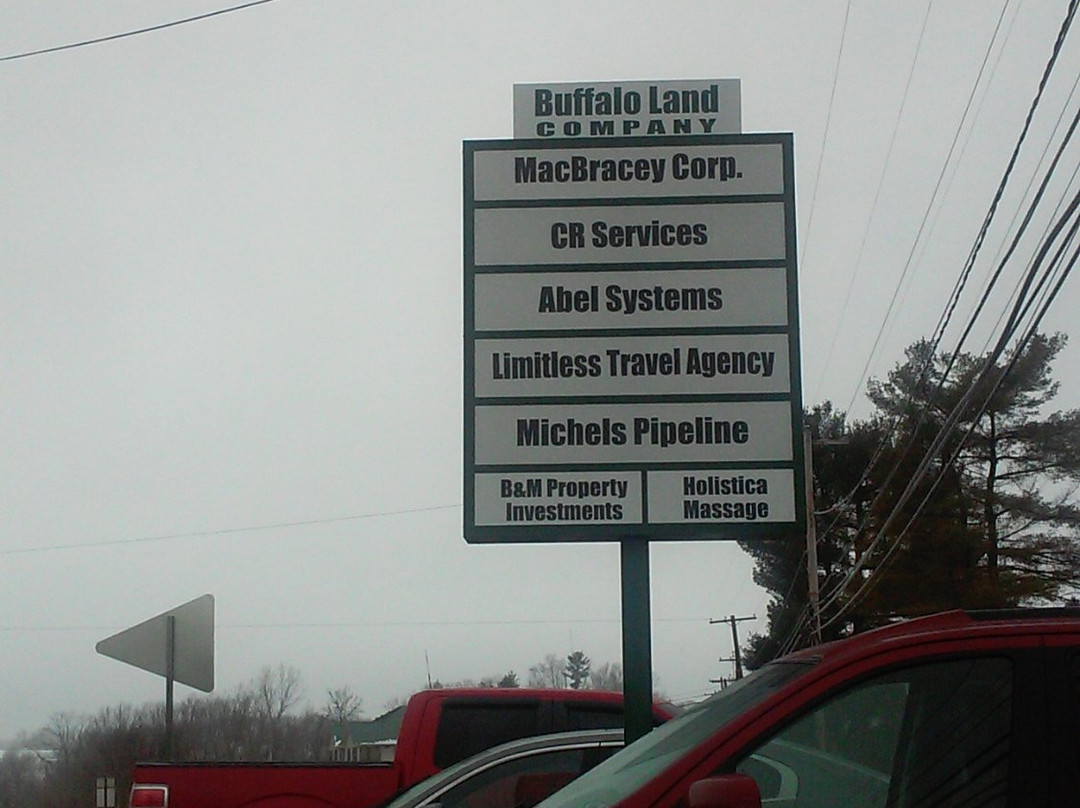 Buffalo Land
COMPANY
MacBracey Corp.
CR Services
Abel Systems
Limitless Travel Agency
Michels Pipeline
B&M Property
Investments
Holistica
Massage